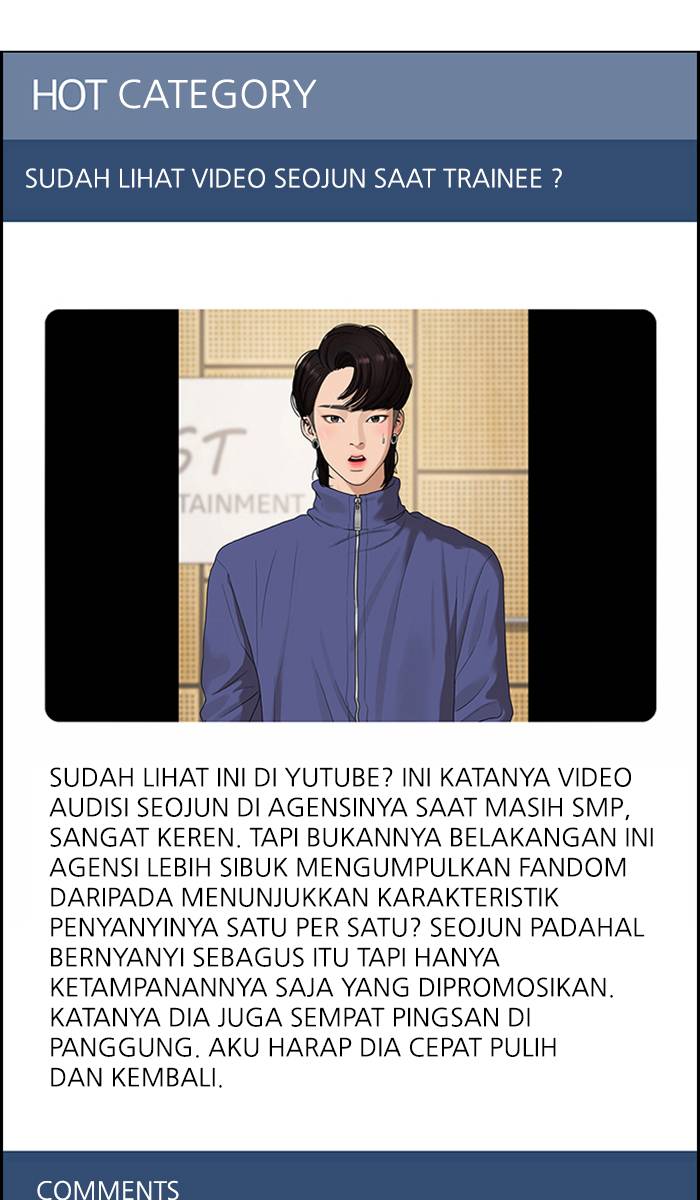 HOT CATEGORY
SUDAH LIHAT VIDEO SEOJUN SAAT TRAINEE ?
ST
TAINMENT
SUDAH LIHAT INI DI YUTUBE? INI KATANYA VIDEO
AUDISI SEOJUN DI AGENSINYA SAAT MASIH SMP,
SANGAT KEREN. TAPI BUKANNYA BELAKANGAN INI
AGENSI LEBIH SIBUK MENGUMPULKAN FANDOM
DARIPADA MENUNJUKKAN KARAKTERISTIK
PENYANYINYA SATU PER SATU? SEOJUN PADAHAL
BERNYANYI SEBAGUS ITU TAPI HANYA
KETAMPANANNYA SAJA YANG DIPROMOSIKAN.
KATANYA DIA JUGA SEMPAT PINGSAN DI
PANGGUNG. AKU HARAP DIA CEPAT PULIH
DAN KEMBALI.
COMMENTS